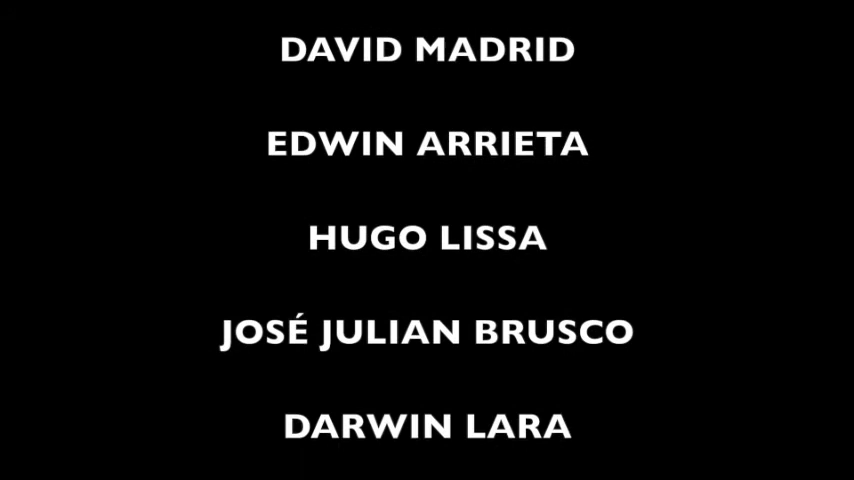 DAVID MADRID
EDWIN ARRIETA
HUGO LISSA
JOSÉ JULIAN BRUSCO
DARWIN LARA